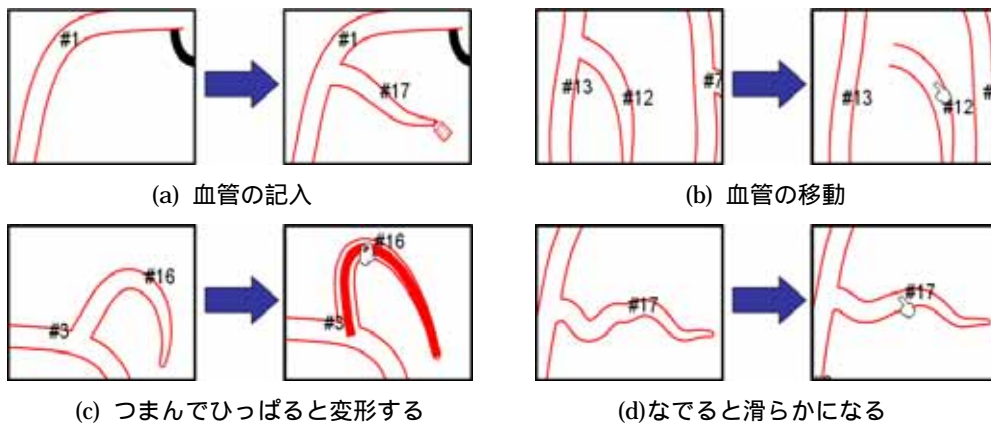 #1 #1 #17
#13 #12 #7 #13 #12 #
(a) 血管の記入 (b) 血管の移動
#16 #3 #16 #3 #17 #17
(c) つまんでひっぱると変形する (d)なでると滑らかになる